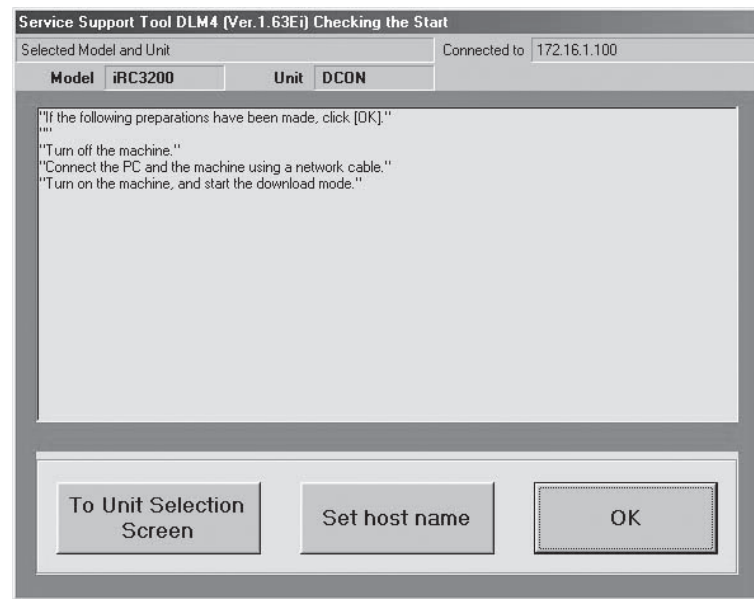 Service Support Tool DLM4 (Ver.1.63Ei) Checking the Start
Selected Model and Unit
Connected to 172.16.1.100
Model iRC3200 Unit DCON
"If the following preparations have been made, click [OK]."
""
"Turn off the machine."
"Connect the PC and the machine using a network cable."
"Turn on the machine, and start the download mode."
To Unit Selection
Screen
Set host name
OK